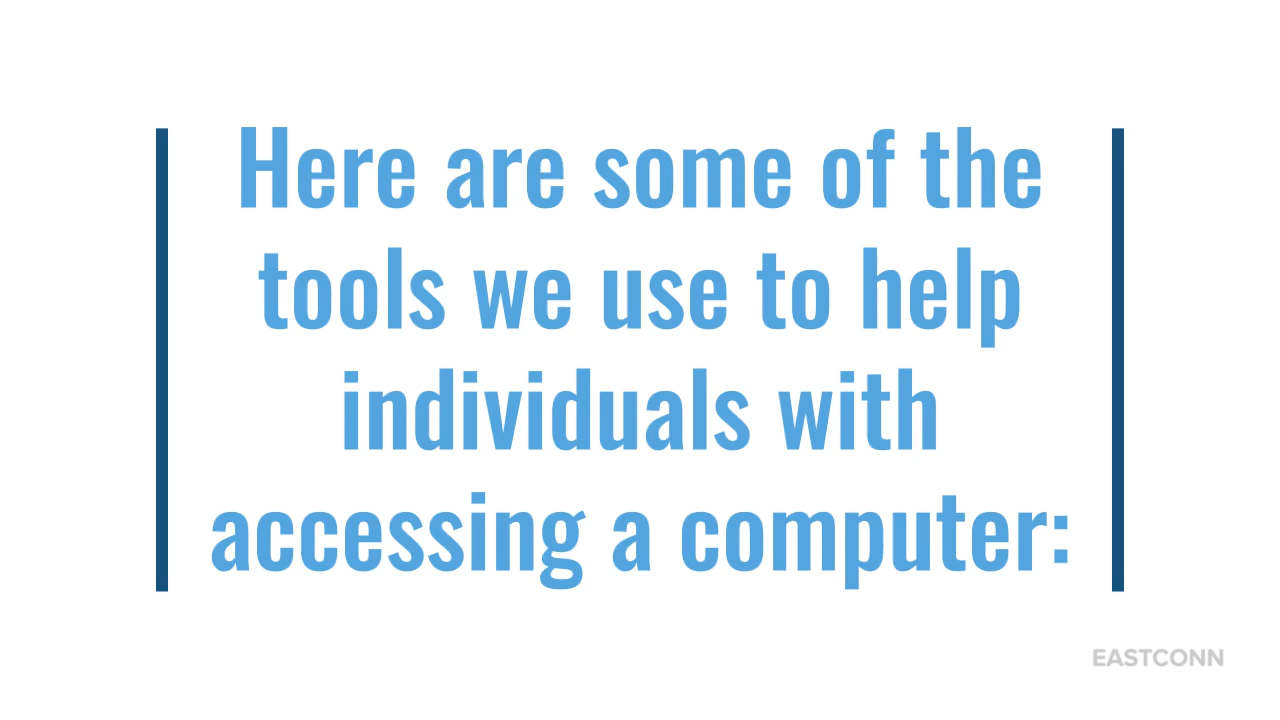 Here are some of the
tools we use to help
individuals with
accessing a computer:
EASTCONN